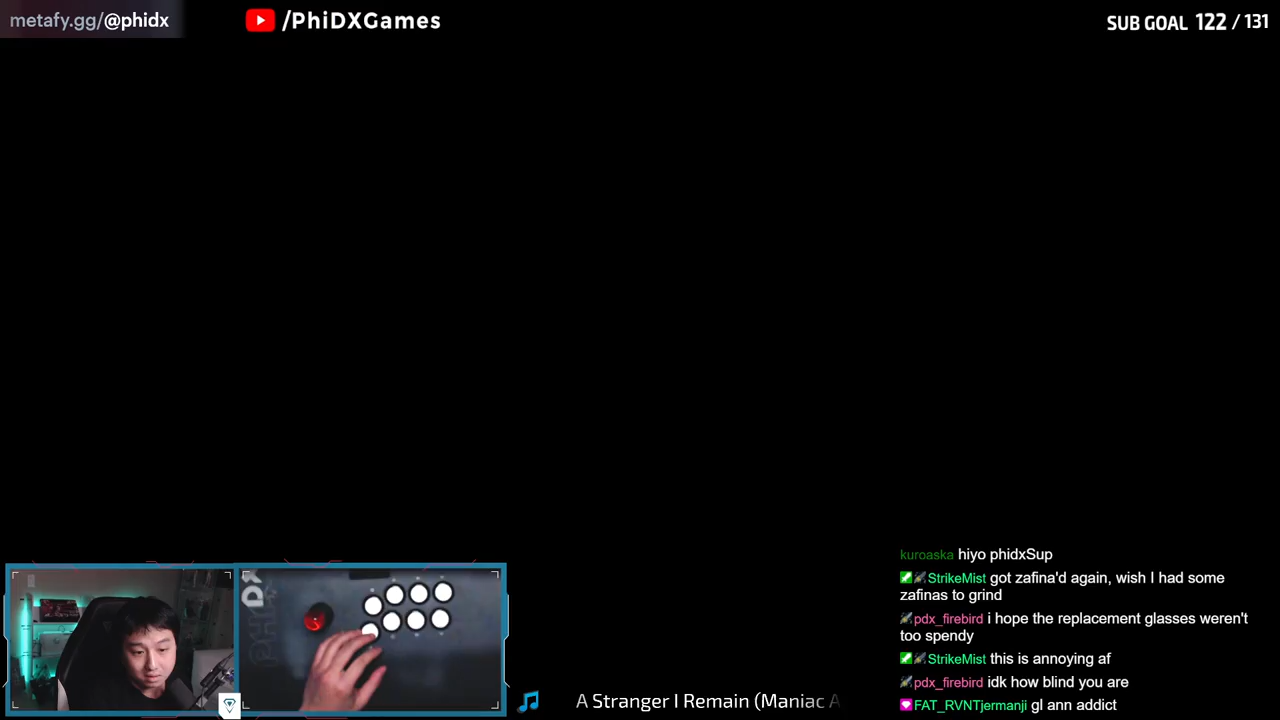 metafy.gg/@phidx
/PhiDXGames
SUB GOAL 122 / 131
kuroaska hiyo phidxSup
StrikeMist got zafina'd again, wish I had some
zafinas to grind
pdx_firebird i hope the replacement glasses weren't
too spendy
StrikeMist this is annoying af
pdx_firebird idk how blind you are
FAT_RVNTjermanji gl ann addict
A Stranger I Remain (Maniac A